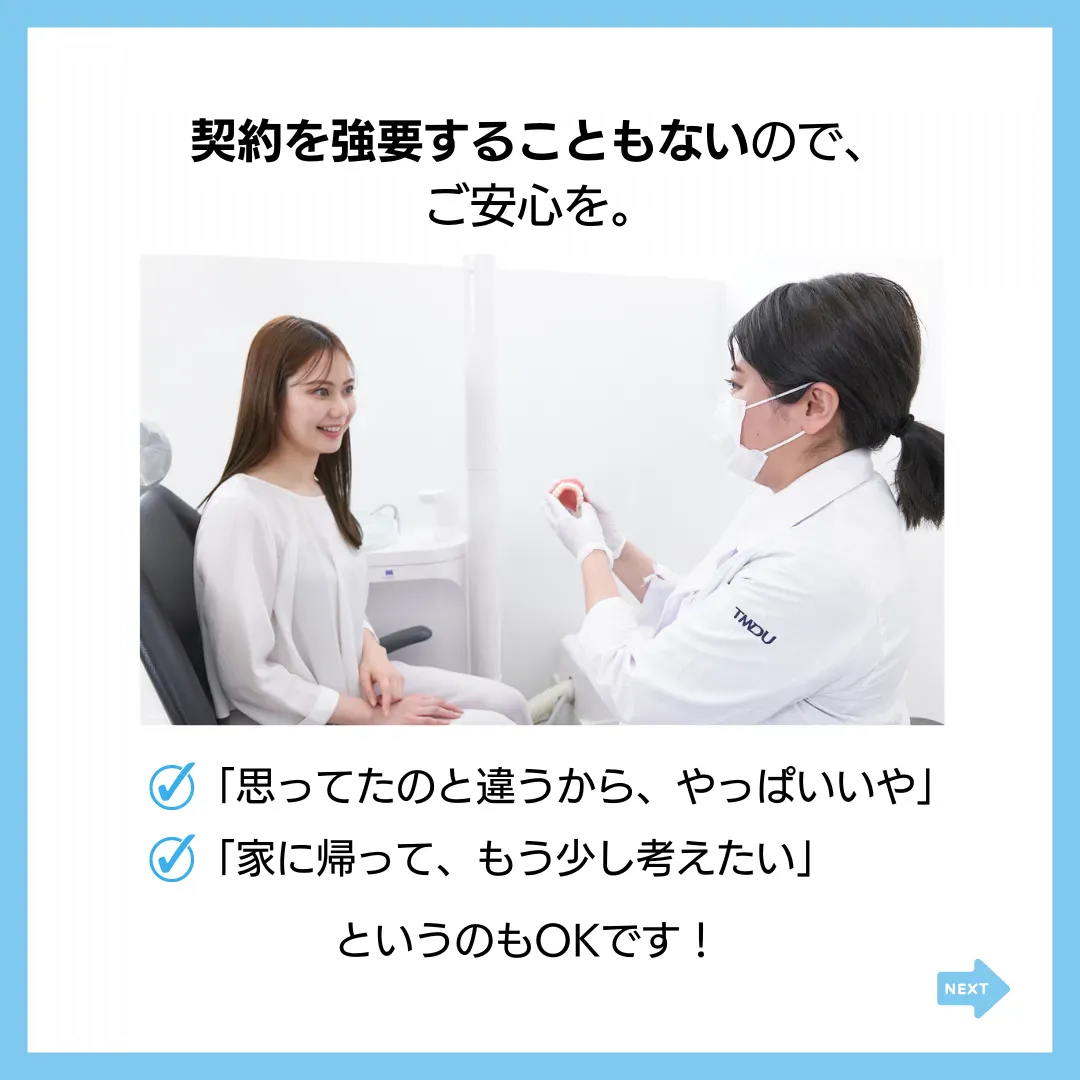 契約を強要することもないので、
ご安心を。
TMDU
「思ってたのと違うから、やっぱいいや」
「家に帰って、もう少し考えたい」
というのもOKです！
NEXT